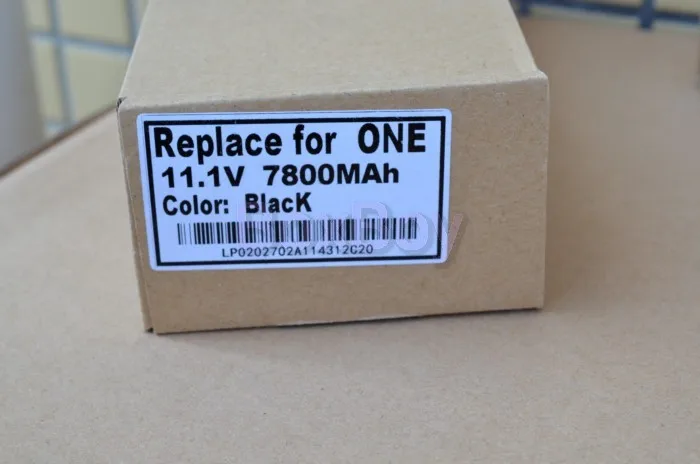 Replace for ONE
11.1V 7800MAh
Color: BlacK
LP0202702A114312C20